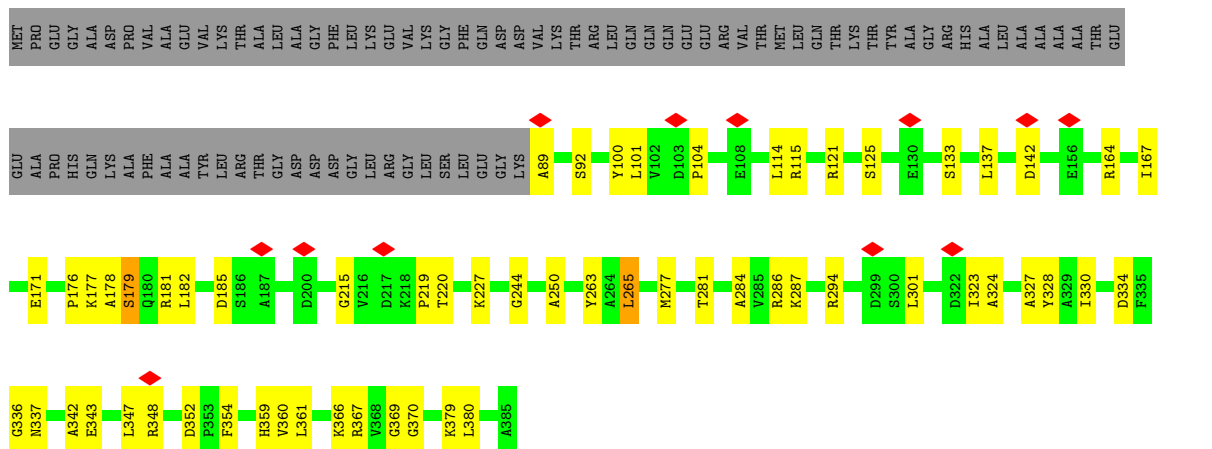 MET PRO GLU GLY ALA ASP PRO VAL ALA GLU VAL LYS THR ALA LEU ALA GLY PHE LEU LYS GLU VAL LYS GLY PHE GLN ASP ASP VAL LYS THR ARG LEU GLN GLN GLN GLU GLU ARG VAL THR MET LEU GLN THR LYS THR TYR ALA GLY ARG HIS ALA LEU ALA ALA ALA ALA THR GLU
GLU ALA PRO HIS GLN LYS ALA PHE ALA ALA TYR LEU ARG THR GLY ASP ASP ASP GLY LEU ARG GLY LEU SER LEU GLU GLY LYS A89 S92 Y100 L101 V102 D103 P104 E108 L114 R115 R121 S125 E130 S133 L137 D142 E156 R164 I167
E171 P176 K177 A178 S179 Q180 R181 L182 D185 S186 A187 D200 G215 V216 D217 K218 P219 T220 K227 G244 A250 Y263 A264 L265 M277 T281 A284 V285 R286 K287 R294 D299 S300 L301 D322 I323 A324 A327 Y328 A329 I330 D334 F335
G336 N337 A342 E343 L347 R348 D352 P353 F354 H359 V360 L361 K366 R367 V368 G369 G370 K379 L380 A385